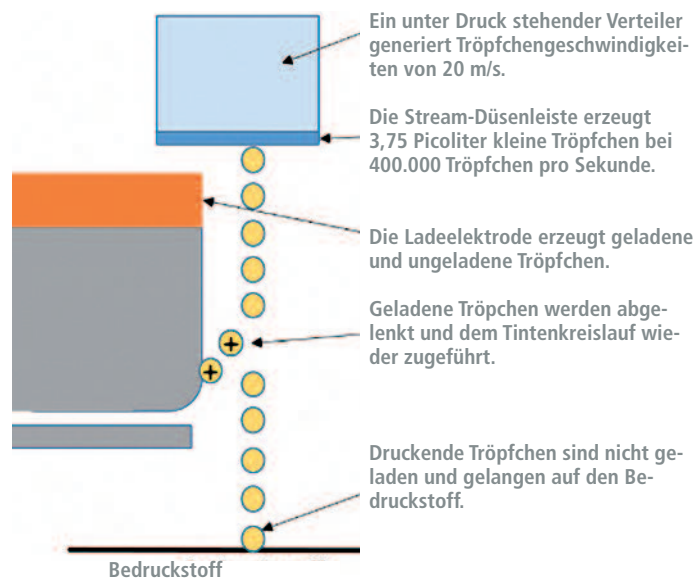 Ein unter Druck stehender Verteiler
generiert Tröpfchengeschwindigkei-
ten von 20 m/s.
Die Stream-Düsenleiste erzeugt
3,75 Picoliter kleine Tröpfchen bei
400.000 Tröpfchen pro Sekunde.
Die Ladeelektrode erzeugt geladene
und ungeladene Tröpfchen.
Geladene Tröpchen werden abge-
lenkt und dem Tintenkreislauf wie-
der zugeführt.
+
+
Druckende Tröpfchen sind nicht ge-
laden und gelangen auf den Be-
druckstoff.
Bedruckstoff